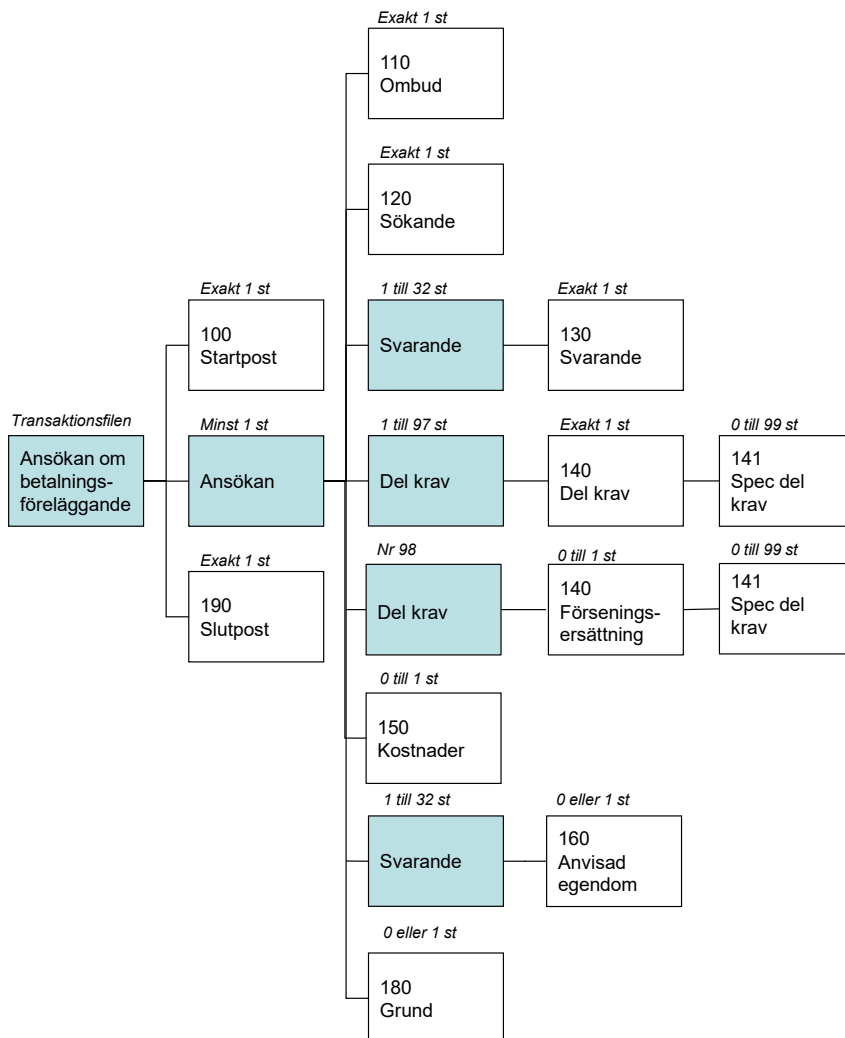 Exakt 1 st
110
Ombud
Exakt 1 st
120
Sökande
Exakt 1 st
100
Startpost
1 till 32 st
Svarande
Exakt 1 st
130
Svarande
Transaktionsfilen
Ansökan om
betalnings-
föreläggande
Minst 1 st
Ansökan
1 till 97 st
Del krav
Exakt 1 st
140
Del krav
0 till 99 st
141
Spec del
krav
Exakt 1 st
190
Slutpost
Nr 98
Del krav
0 till 1 st
140
Försenings-
ersättning
0 till 99 st
141
Spec del
krav
0 till 1 st
150
Kostnader
1 till 32 st
Svarande
0 eller 1 st
160
Anvisad
egendom
0 eller 1 st
180
Grund